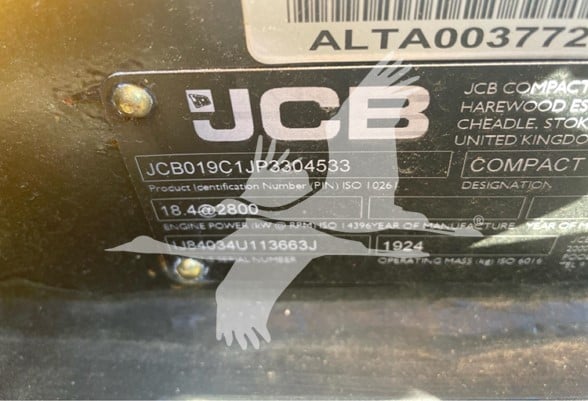 ALTA003772
JCB
JCB COMPACT
HAREWOOD E
CHEADLE, STOK
UNITED KINGDO
JCB019C1JP3304533
COMPACT
Product Identification Number (PIN) ISO 1026
DESIGNATION
18.4@2800
ENGINE POWER (kW @ RPM) ISO 14396 YEAR OF MANUFACTURE YEAR OF M
®
U84034U113663J
1924
SERIAL NUMBER
OPERATING MASS (kg) ISO 6016